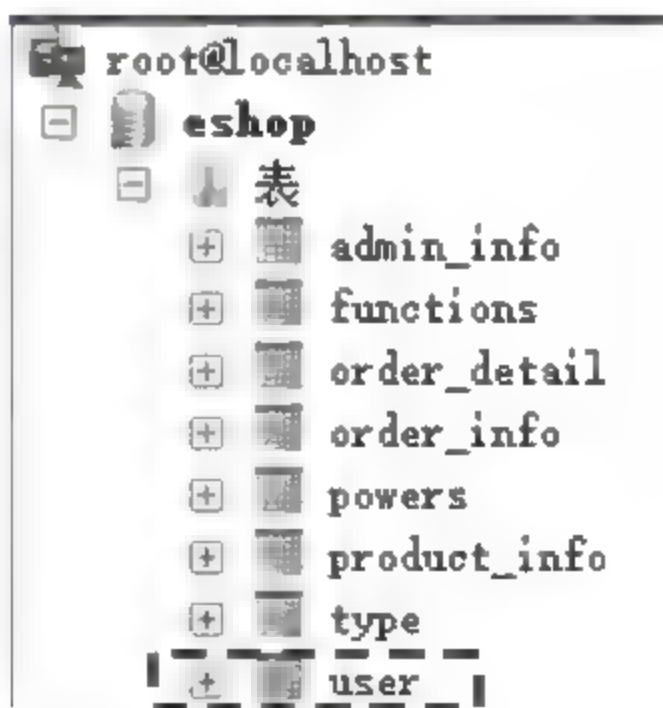 root@localhost
eshop
表
admin_info
functions
order_detail
order_info
powers
product_info
type
user